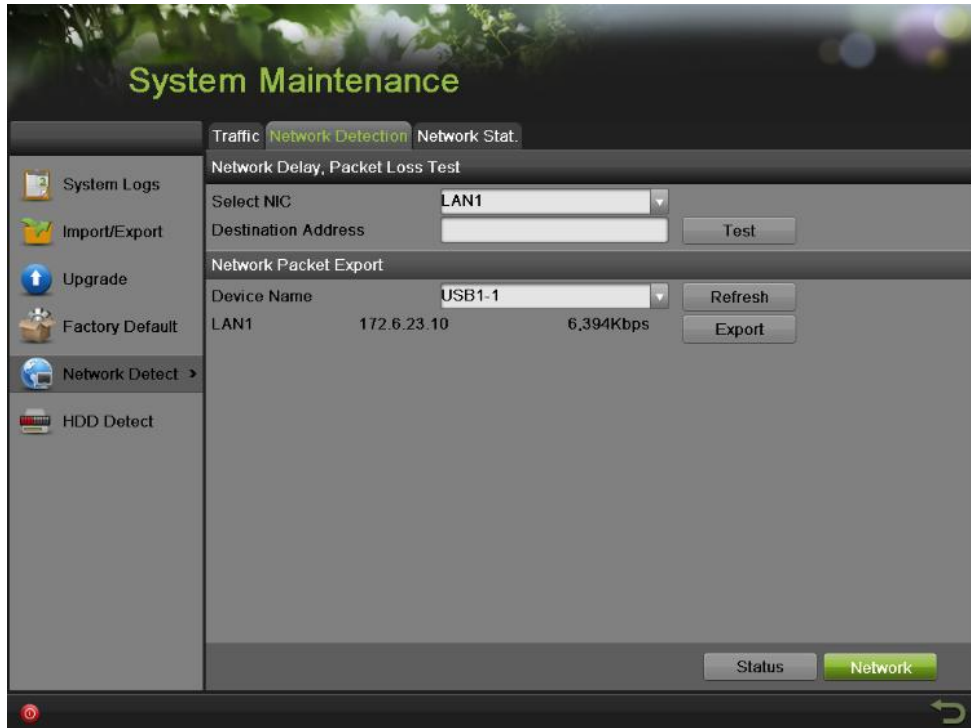 System Maintenance
Traffic Network Detection Network Stat.
Network Delay, Packet Loss Test
System Logs
Select NIC LAN1
Import/Export
Destination Address Test
Network Packet Export
Upgrade
Device Name USB1-1 Refresh
Factory Default
LAN1 172.6.23.10 6,394Kbps Export
Network Detect >
HDD Detect
Status Network